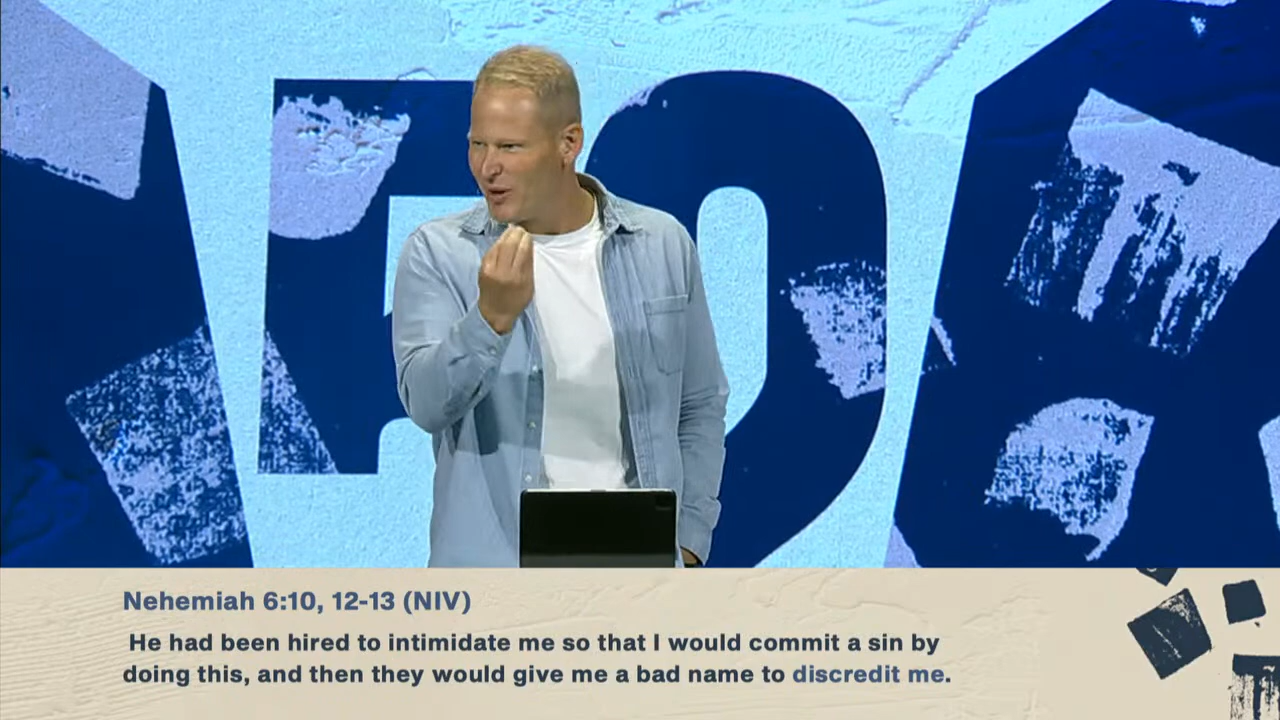 Nehemiah 6:10, 12-13 (NIV)
He had been hired to intimidate me so that I would commit a sin by
doing this, and then they would give me a bad name to discredit me.